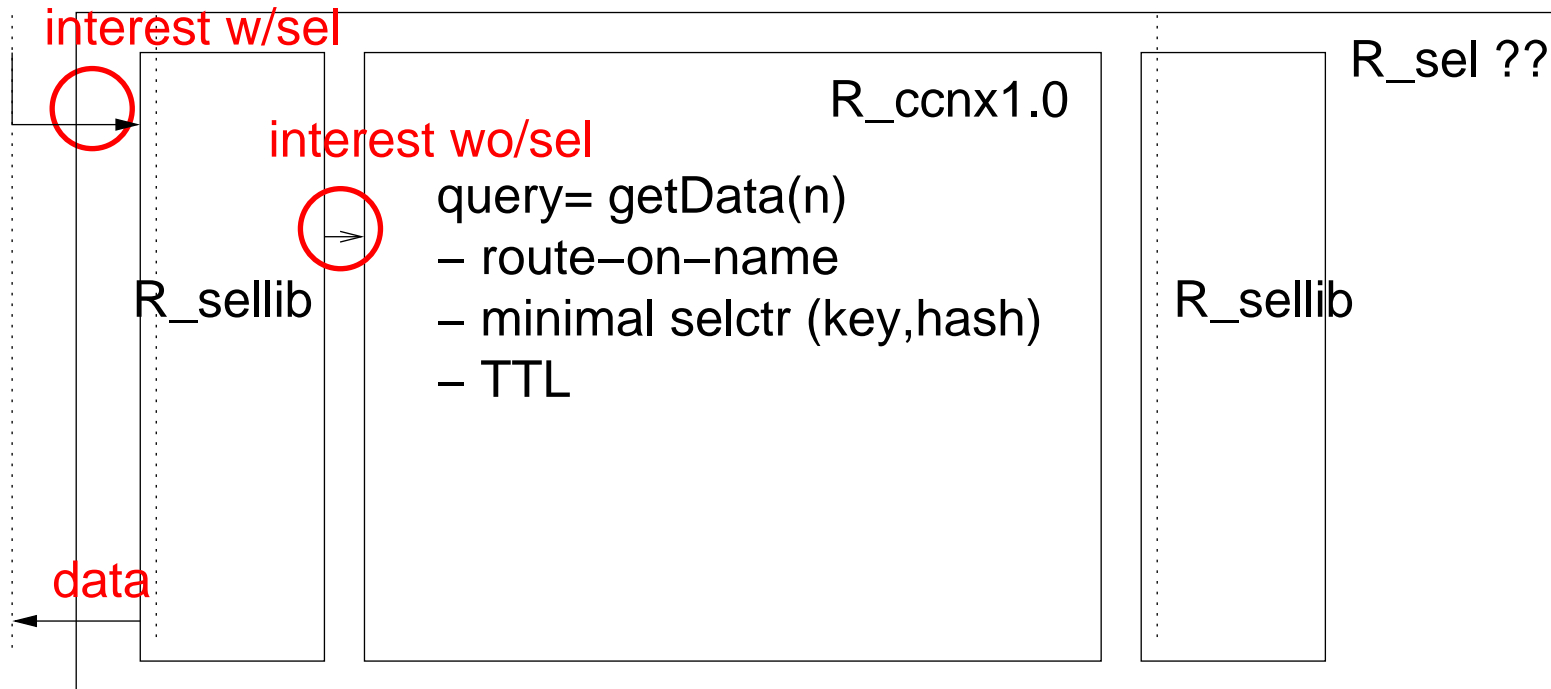 interest w/sel
R_sel ??
R_ccnx1.0
interest wo/sel
query= getData(n)
– route–on–name
R_sellib
– minimal selctr (key,hash)
R_sellib
– TTL
data